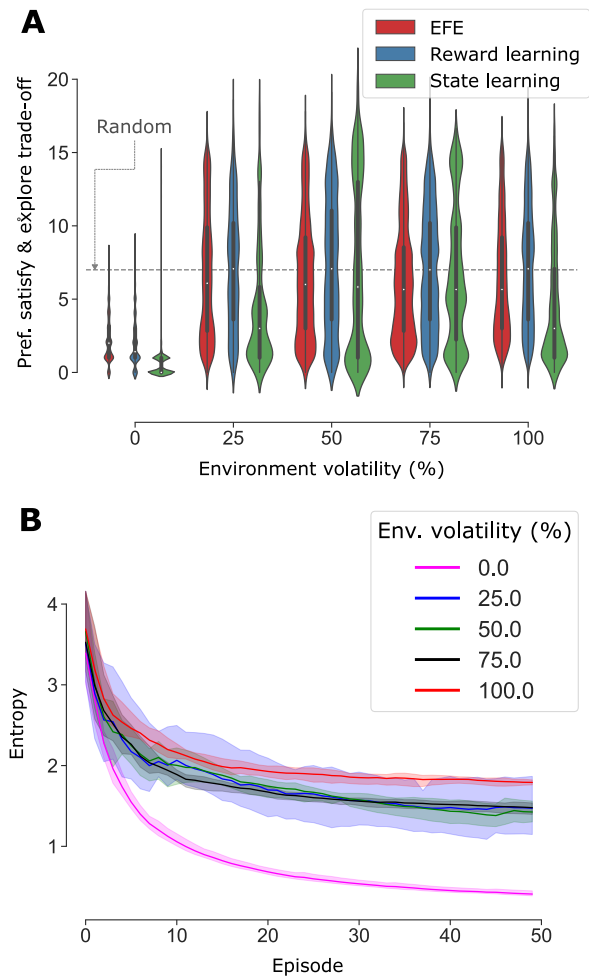 A
EFE
Reward learning
State learning
Pref. satisfy & explore trade-off
20
15
10
5
0
Random
0 25 50 75 100
Environment volatility (%)
B
Env. volatility (%)
0.0
25.0
50.0
75.0
100.0
Entropy
4
3
2
1
0 10 20 30 40 50
Episode